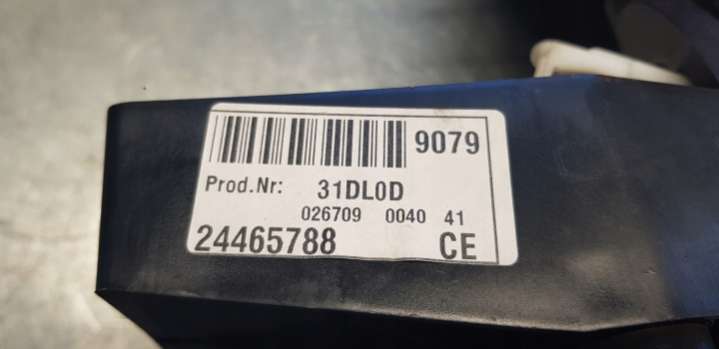 9079
Prod.Nr: 31DL0D
026709 0040 41
24465788 CE